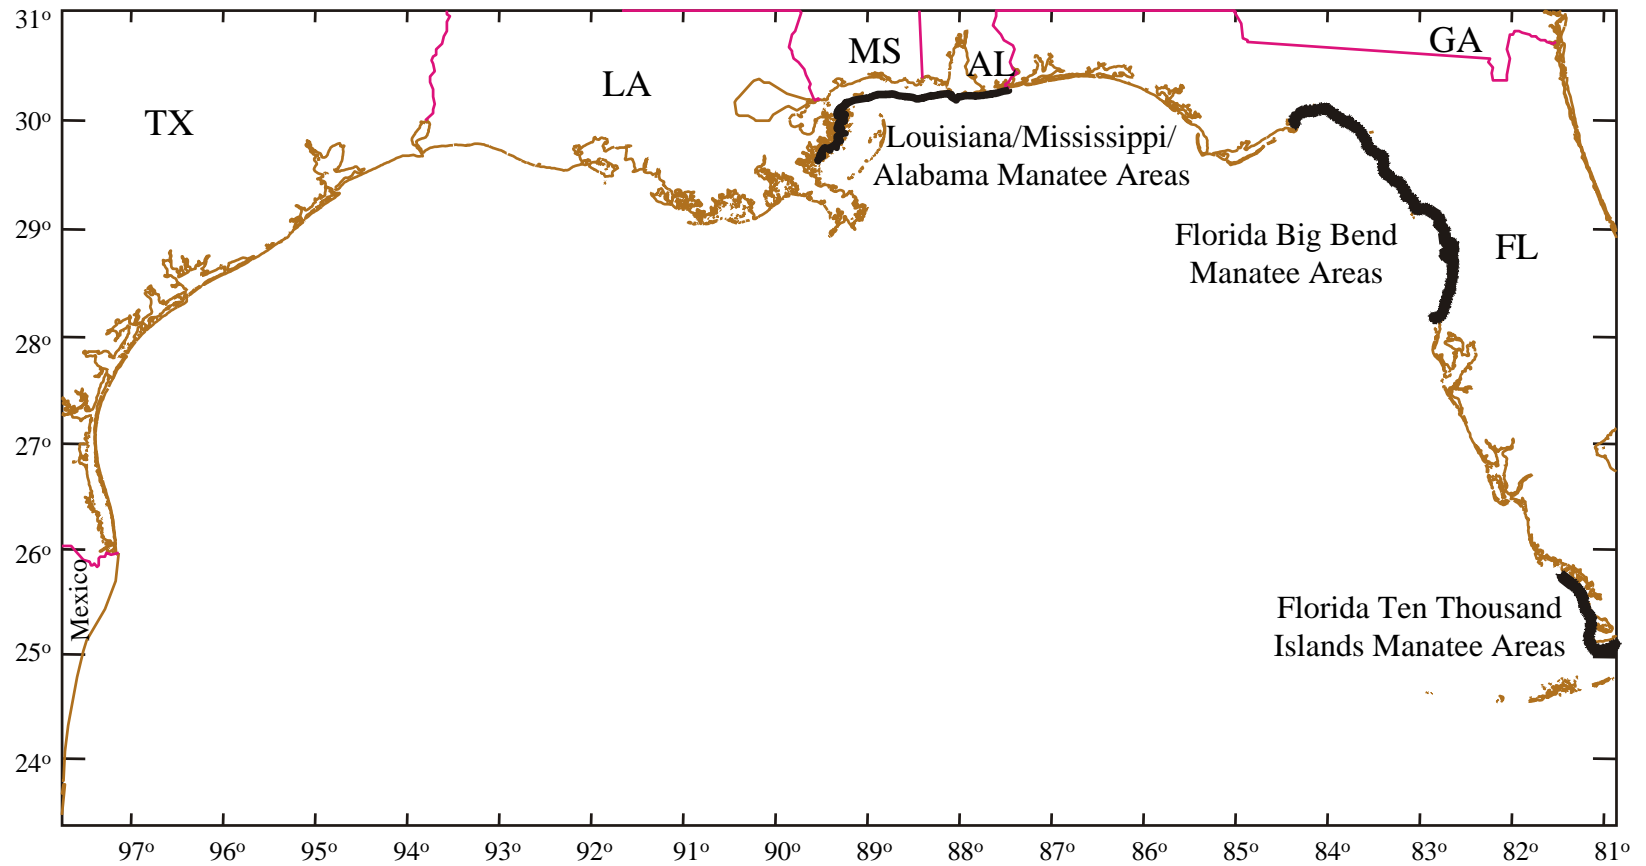 31°
MS
GA
AL
LA
TX
30°
Louisiana/Mississippi/
Alabama Manatee Areas
29°
Florida Big Bend
Manatee Areas
FL
28°
27°
26°
Mexico
Florida Ten Thousand
Islands Manatee Areas
25°
24°
97° 96° 95° 94° 93° 92° 91° 90° 89° 88° 87° 86° 85° 84° 83° 82° 81°